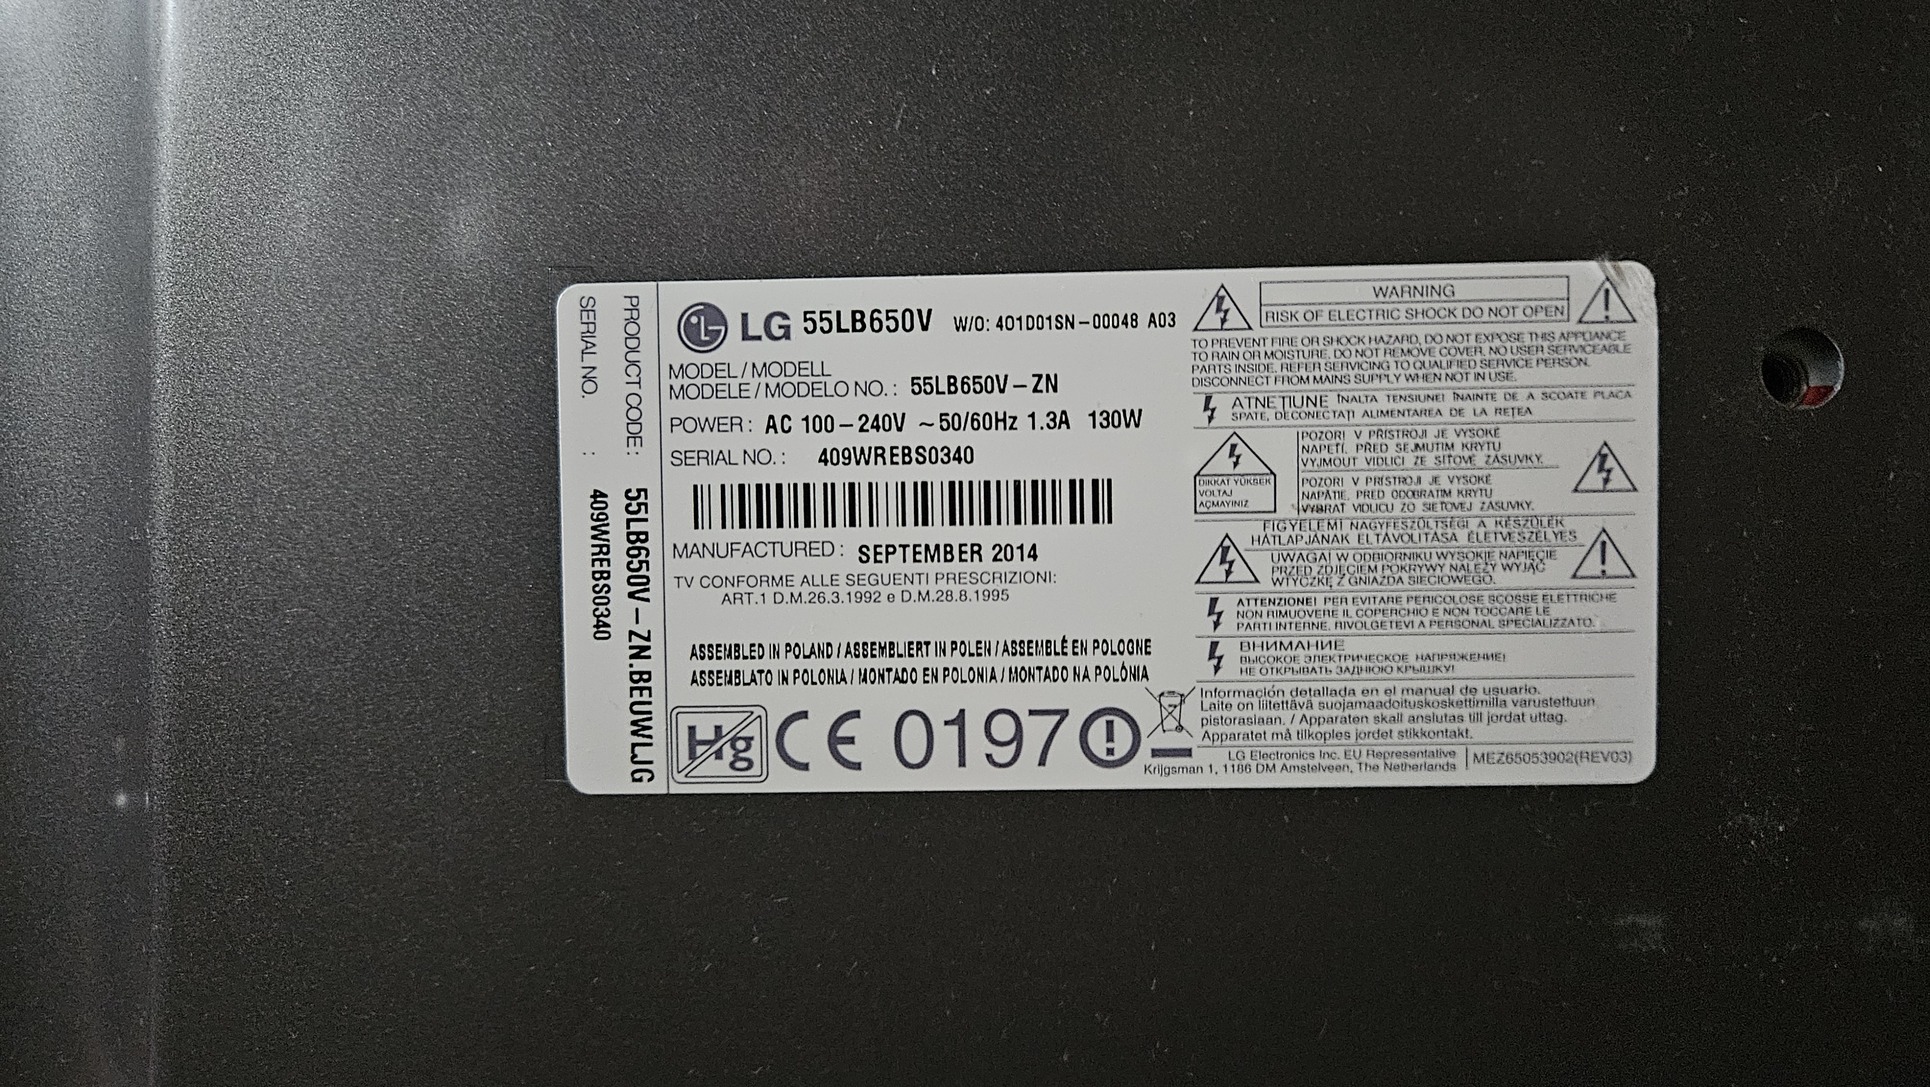 SERIAL NO. : 409WREBS0340
PRODUCT CODE : 55LB650V-ZN.BEUWLJG
LG 55LB650V W/O: 401D01SN-00048 A03
MODEL / MODELL
MODELE / MODELO NO. : 55LB650V-ZN
POWER : AC 100-240V ~50/60Hz 1.3A 130W
SERIAL NO. : 409WREBS0340
MANUFACTURED : SEPTEMBER 2014
TV CONFORME ALLE SEGUENTI PRESCRIZIONI:
ART.1 D.M.26.3.1992 e D.M.28.8.1995
ASSEMBLED IN POLAND / ASSEMBLIERT IN POLEN / ASSEMBLÉ EN POLOGNE
ASSEMBLATO IN POLONIA / MONTADO EN POLONIA / MONTADO NA POLÓNIA
Hg CE 0197
WARNING
RISK OF ELECTRIC SHOCK DO NOT OPEN
TO PREVENT FIRE OR SHOCK HAZARD, DO NOT EXPOSE THIS APPLIANCE
TO RAIN OR MOISTURE. DO NOT REMOVE COVER. NO USER SERVICEABLE
PARTS INSIDE. REFER SERVICING TO QUALIFIED SERVICE PERSON.
DISCONNECT FROM MAINS SUPPLY WHEN NOT IN USE.
ATNEȚIUNE ÎNALTA TENSIUNE! ÎNAINTE DE A SCOATE PLACA
SPATE, DECONECTAȚI ALIMENTAREA DE LA REȚEA
DIKKAT YÜKSEK
VOLTAJ
AÇMAYINIZ
POZOR! V PŘÍSTROJI JE VYSOKÉ
NAPĚTÍ. PŘED SEJMUTÍM KRYTU
VYJMOUT VIDLICI ZE SÍŤOVÉ ZÁSUVKY.
POZOR! V PRÍSTROJI JE VYSOKÉ
NAPÄTIE. PRED ODOBRATÍM KRYTU
VYBRAŤ VIDLICU ZO SIEŤOVEJ ZÁSUVKY.
FIGYELEM! NAGYFESZÜLTSÉG! A KÉSZÜLÉK
HÁTLAPJÁNAK ELTÁVOLÍTÁSA ÉLETVESZÉLYES
UWAGA! W ODBIORNIKU WYSOKIE NAPIĘCIE
PRZED ZDJĘCIEM POKRYWY NALEŻY WYJĄĆ
WTYCZKĘ Z GNIAZDA SIECIOWEGO.
ATTENZIONE! PER EVITARE PERICOLOSE SCOSSE ELETTRICHE
NON RIMUOVERE IL COPERCHIO E NON TOCCARE LE
PARTI INTERNE. RIVOLGETEVI A PERSONAL SPECIALIZZATO.
ВНИМАНИЕ
ВЫСОКОЕ ЭЛЕКТРИЧЕСКОЕ НАПРЯЖЕНИЕ!
НЕ ОТКРЫВАТЬ ЗАДНЮЮ КРЫШКУ!
Información detallada en el manual de usuario.
Laite on liitettävä suojamaadoituskoskettimilla varustettuun
pistorasiaan. / Apparaten skall anslutas till jordat uttag.
Apparatet må tilkoples jordet stikkontakt.
LG Electronics Inc. EU Representative
Krijgsman 1, 1186 DM Amstelveen, The Netherlands
MEZ65053902(REV03)